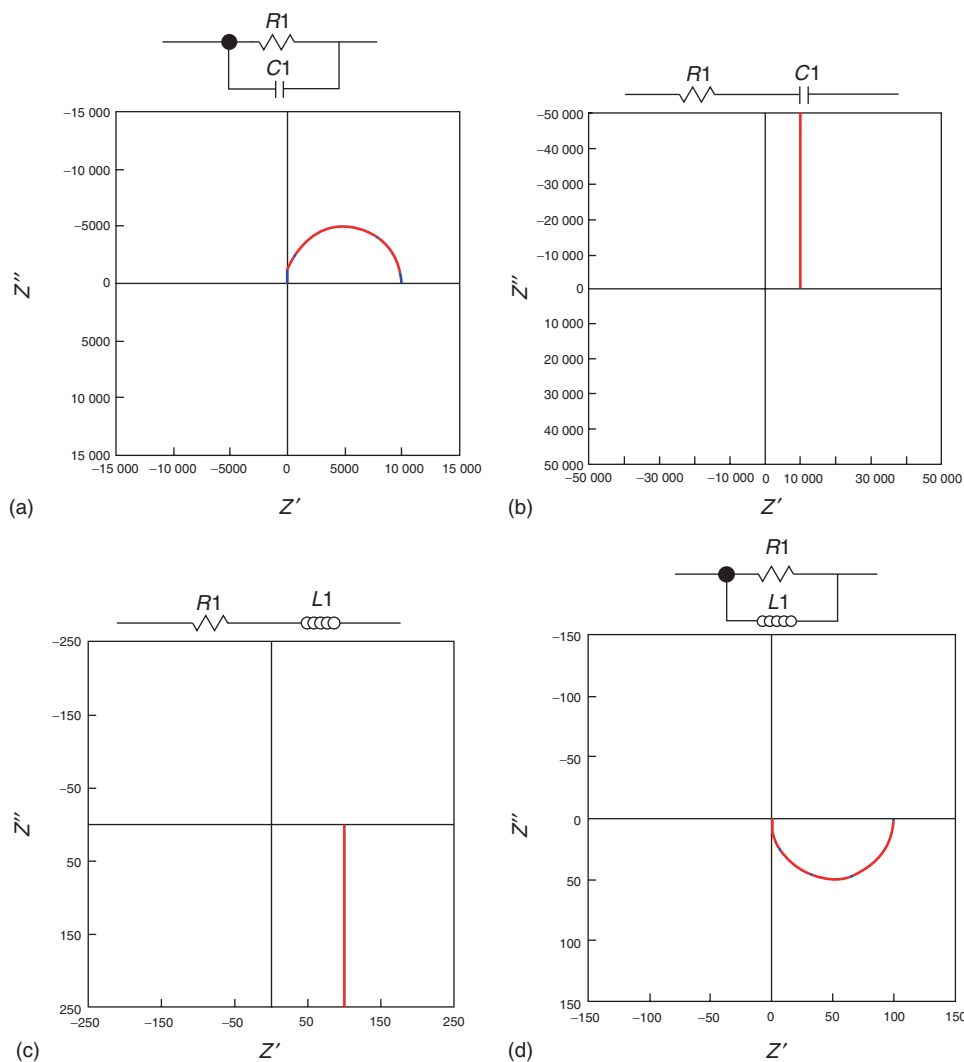 R1
C1
−15 000
−10 000
−5000
0
5000
10 000
15 000
Z″
−15 000 −10 000 −5000 0 5000 10 000 15 000
(a) Z′
R1 C1
−50 000
−40 000
−30 000
−20 000
−10 000
0
10 000
20 000
30 000
40 000
50 000
Z″
−50 000 −30 000 −10 000 0 10 000 30 000 50 000
(b) Z′
R1 L1
−250
−150
−50
50
150
250
Z″
−250 −150 −50 50 150 250
(c) Z′
R1
L1
−150
−100
−50
0
50
100
150
Z″
−150 −100 −50 0 50 100 150
(d) Z′